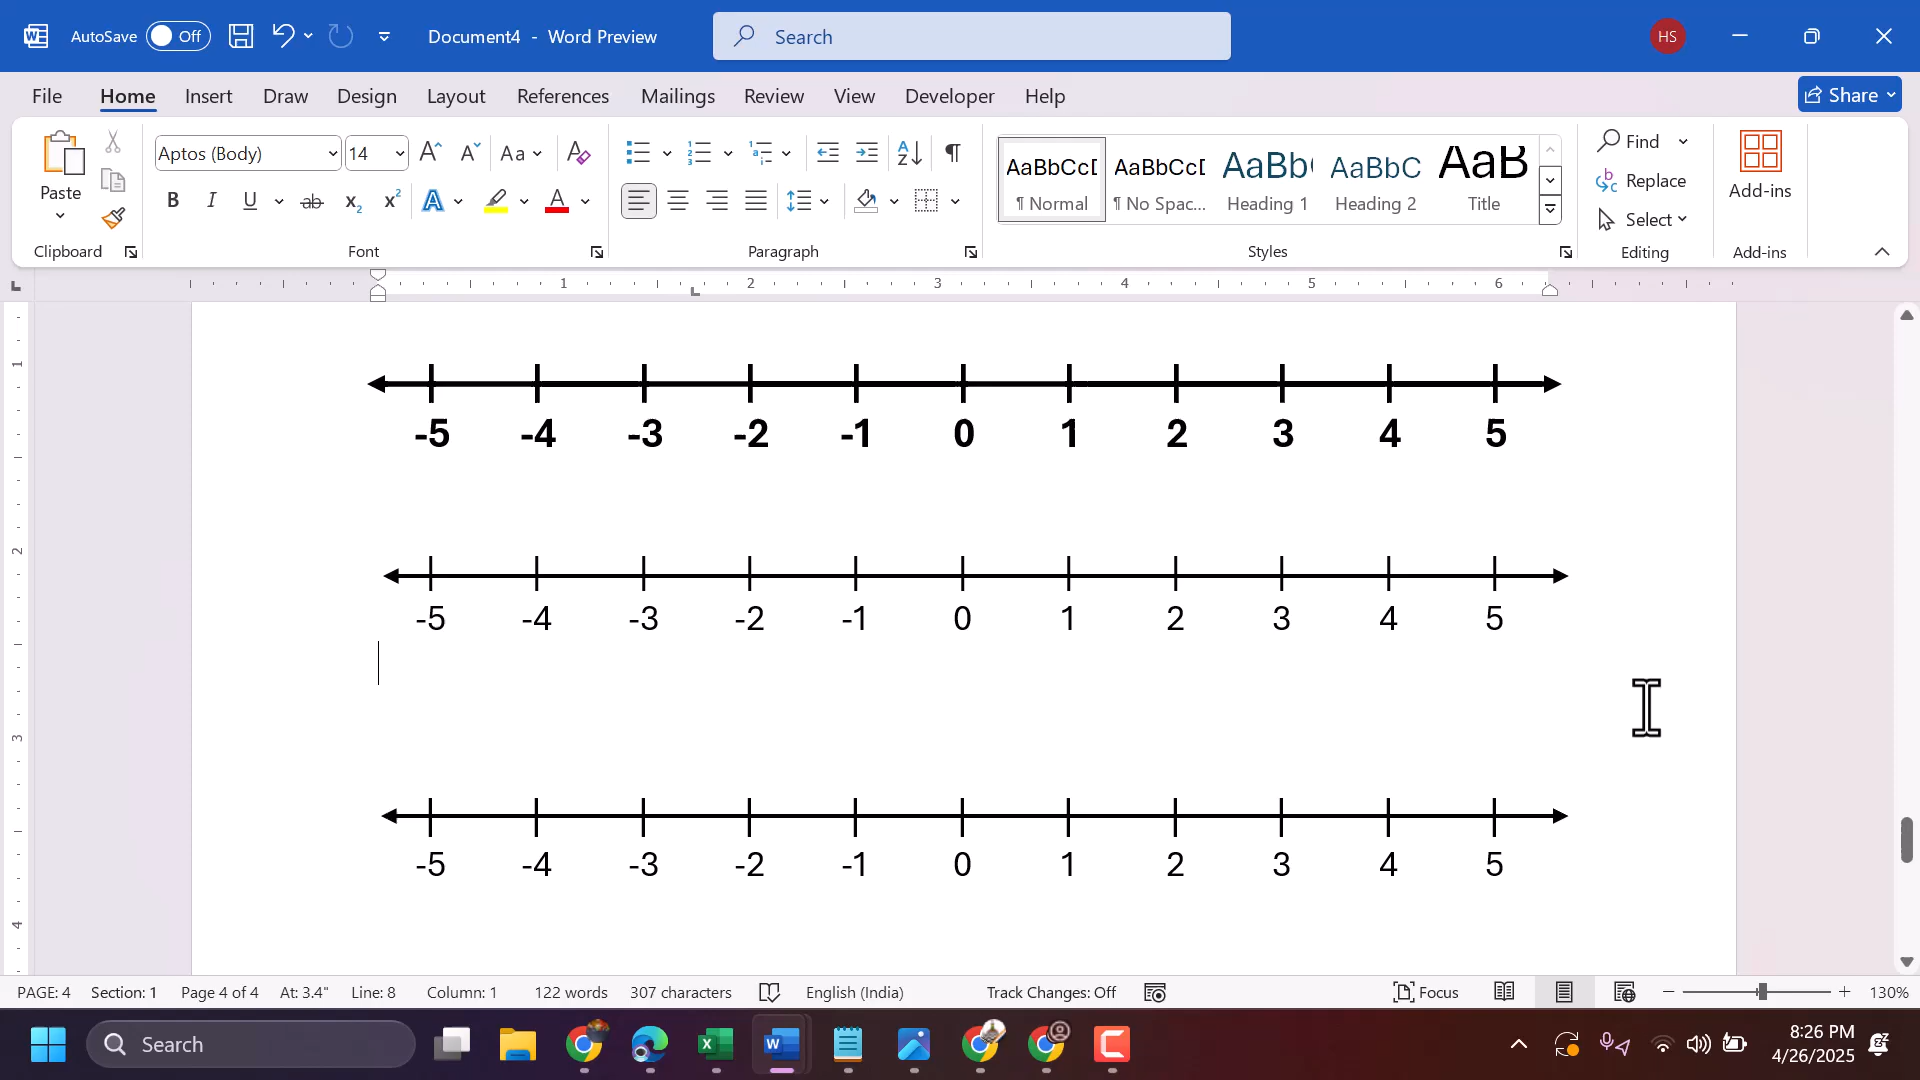 AutoSave Off Document4 - Word Preview Search HS
File Home Insert Draw Design Layout References Mailings Review View Developer Help Share
Paste Aptos (Body) 14 Aa AaBbCcD AaBbCcD AaBb( AaBbC AaB Find
Replace
Select
Add-ins
¶ Normal ¶ No Spac... Heading 1 Heading 2 Title
Clipboard Font Paragraph Styles Editing Add-ins
1 2 3 4 5 6
-5 -4 -3 -2 -1 0 1 2 3 4 5
-5 -4 -3 -2 -1 0 1 2 3 4 5
-5 -4 -3 -2 -1 0 1 2 3 4 5
1
2
3
4
PAGE: 4 Section: 1 Page 4 of 4 At: 3.4" Line: 8 Column: 1 122 words 307 characters English (India) Track Changes: Off Focus 130%
Search 8:26 PM
4/26/2025